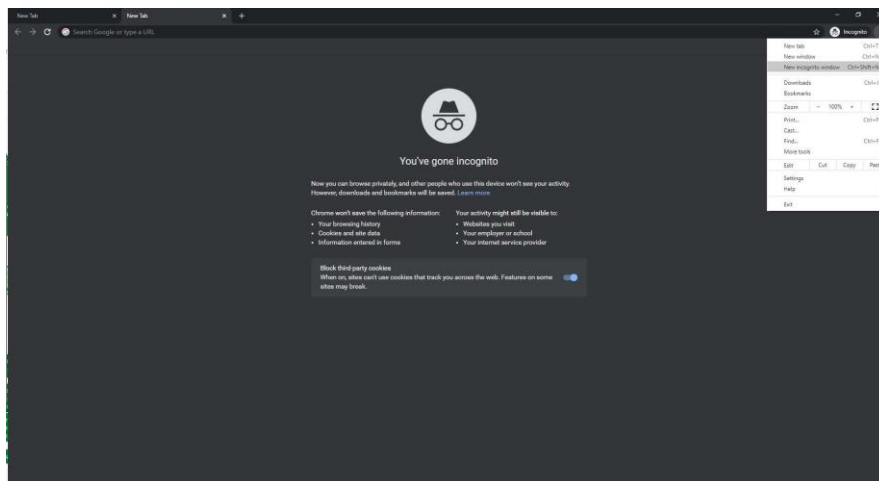 New Tab
New Tab
Search Google or type a URL
Incognito
New tab Ctrl+T
New window
New incognito window Ctrl+Shift+N
Downloads
Bookmarks
Zoom - 100% +
Print...
Cast...
Find...
More tools
Edit Cut Copy
Settings
Help
Exit
You've gone incognito
Now you can browse privately, and other people who use this device won't see your activity.
However, downloads and bookmarks will be saved. Learn more
Chrome won't save the following information:
• Your browsing history
• Cookies and site data
• Information entered in forms
Your activity might still be visible to:
• Websites you visit
• Your employer or school
• Your internet service provider
Block third-party cookies
When on, sites can't use cookies that track you across the web. Features on some
sites may break.